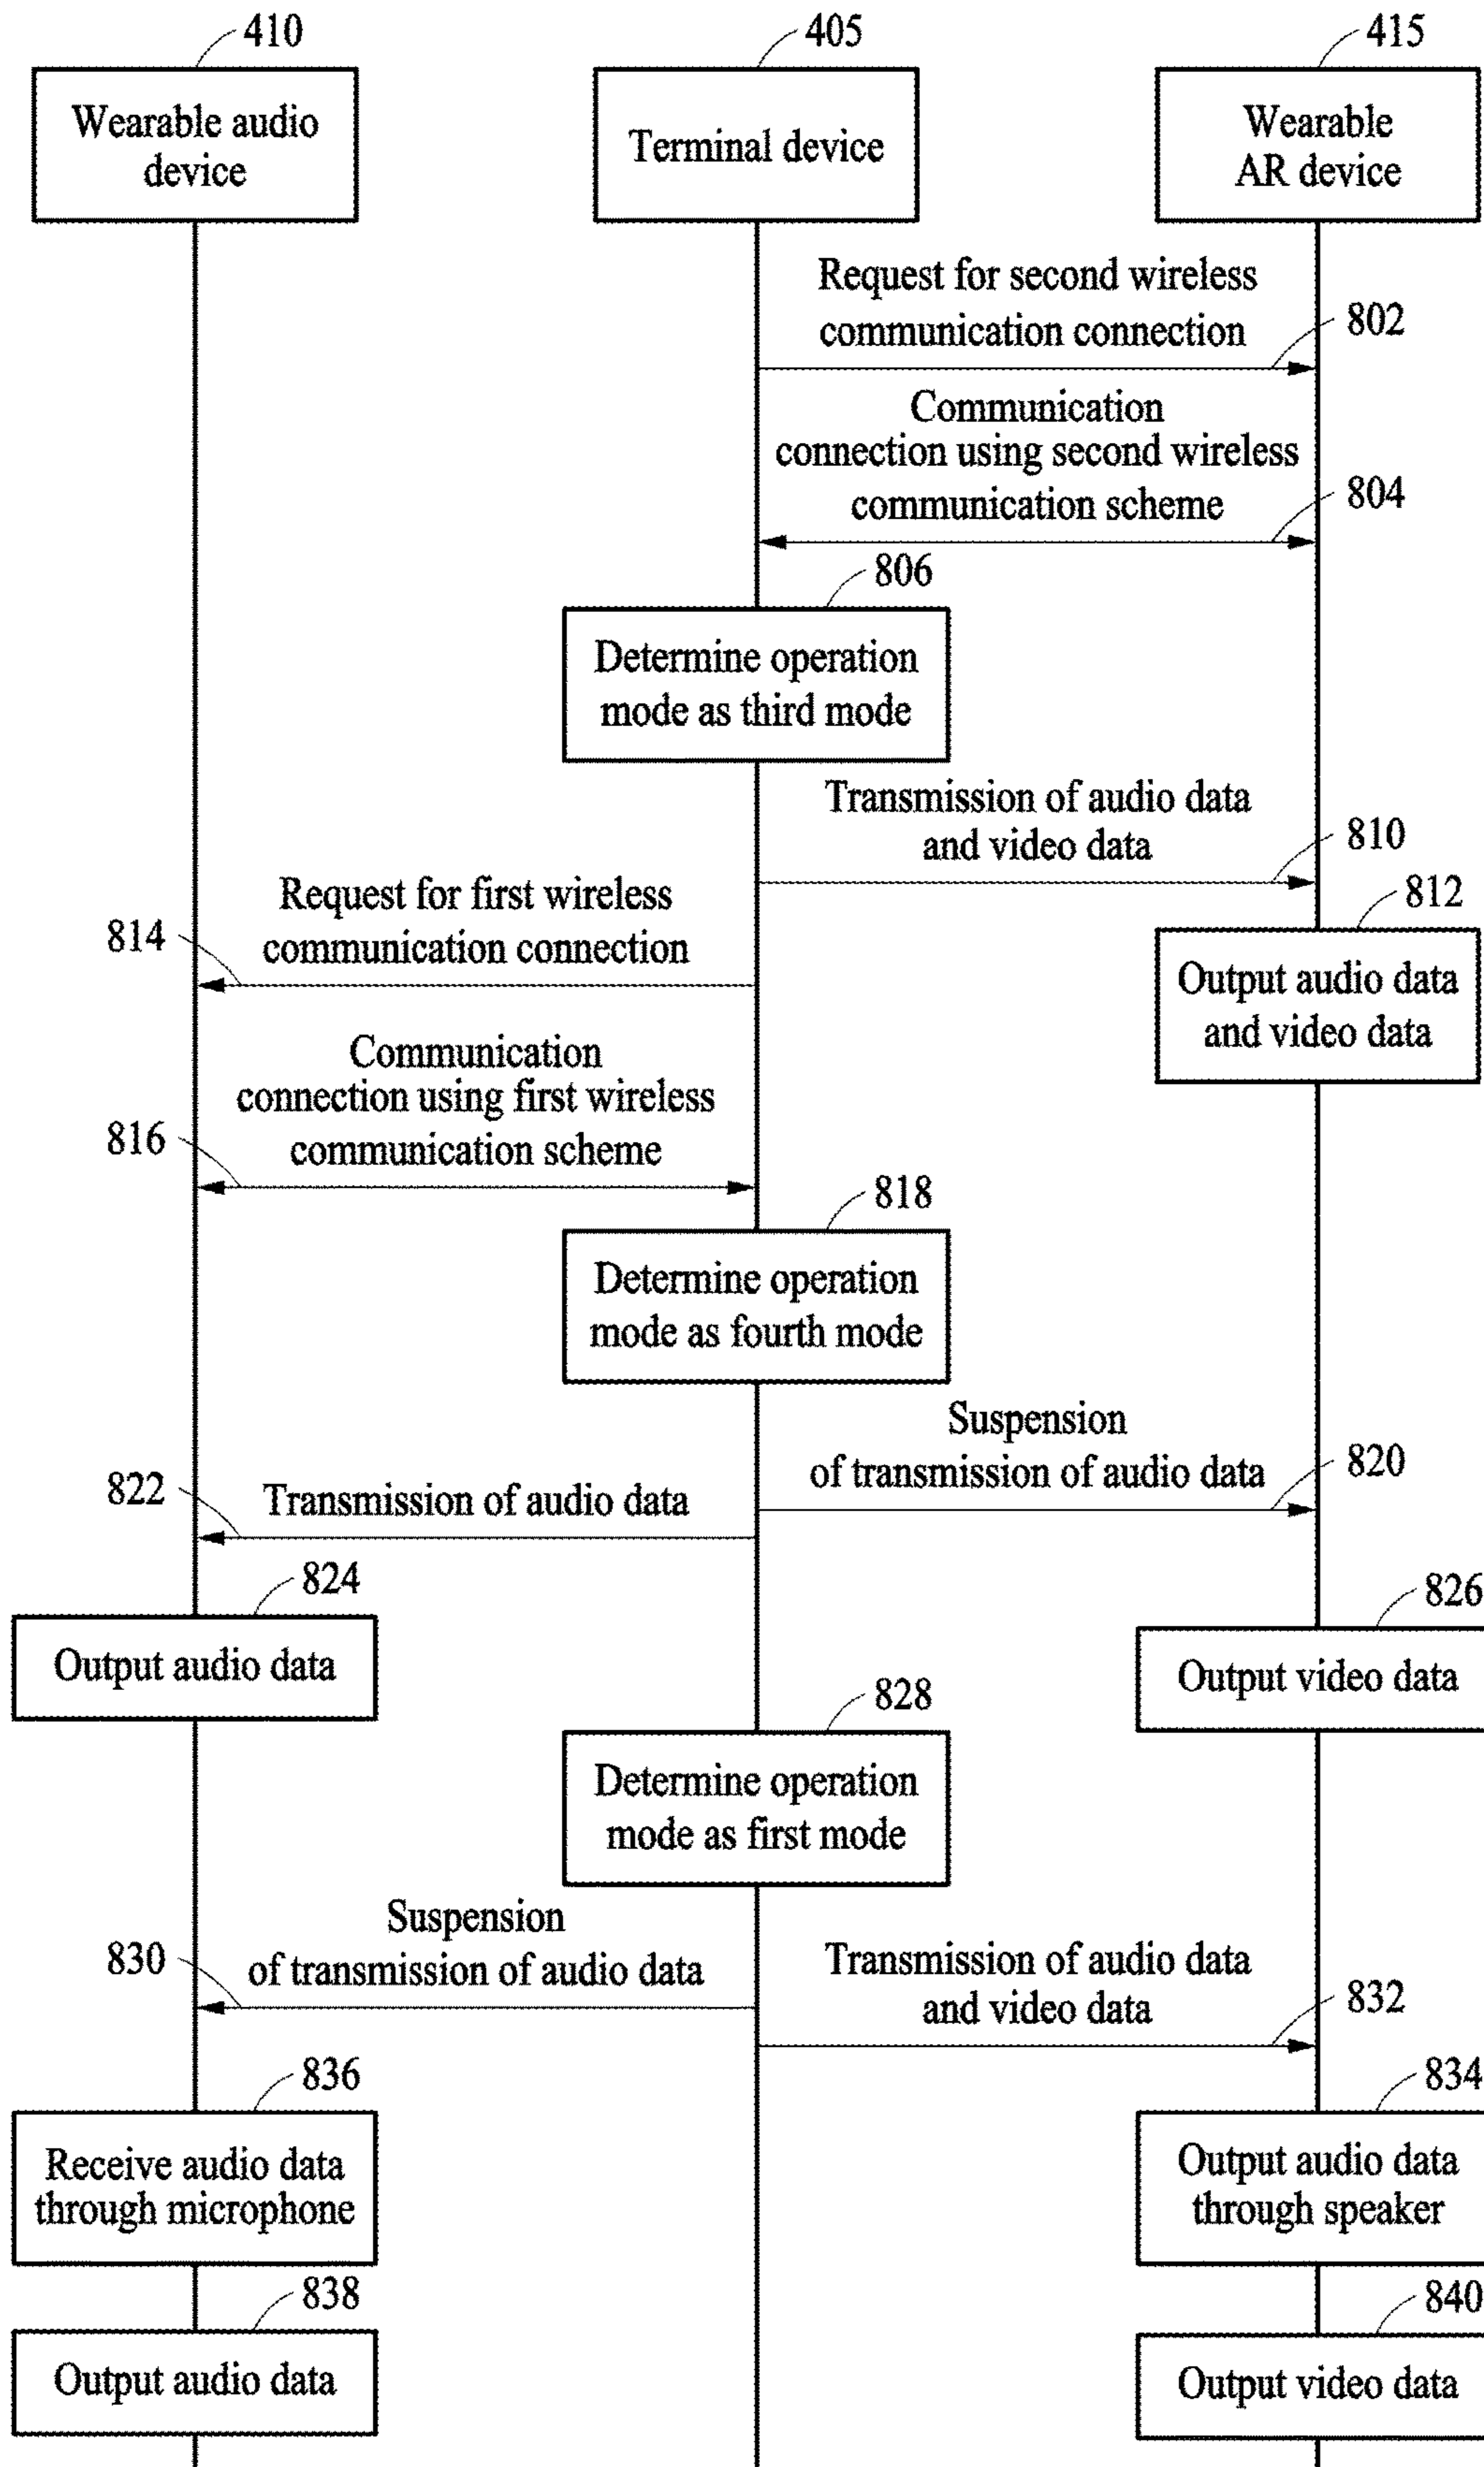 410
405
415
Wearable audio
device
Terminal device
Wearable
AR device
Request for second wireless
communication connection
802
Communication
connection using second wireless
communication scheme
804
806
Determine operation
mode as third mode
Transmission of audio data
and video data
810
812
Output audio data
and video data
Request for first wireless
communication connection
814
Communication
connection using first wireless
communication scheme
816
818
Determine operation
mode as fourth mode
Suspension
of transmission of audio data
820
822
Transmission of audio data
824
Output audio data
826
Output video data
828
Determine operation
mode as first mode
Suspension
of transmission of audio data
830
Transmission of audio data
and video data
832
836
Receive audio data
through microphone
834
Output audio data
through speaker
838
Output audio data
840
Output video data